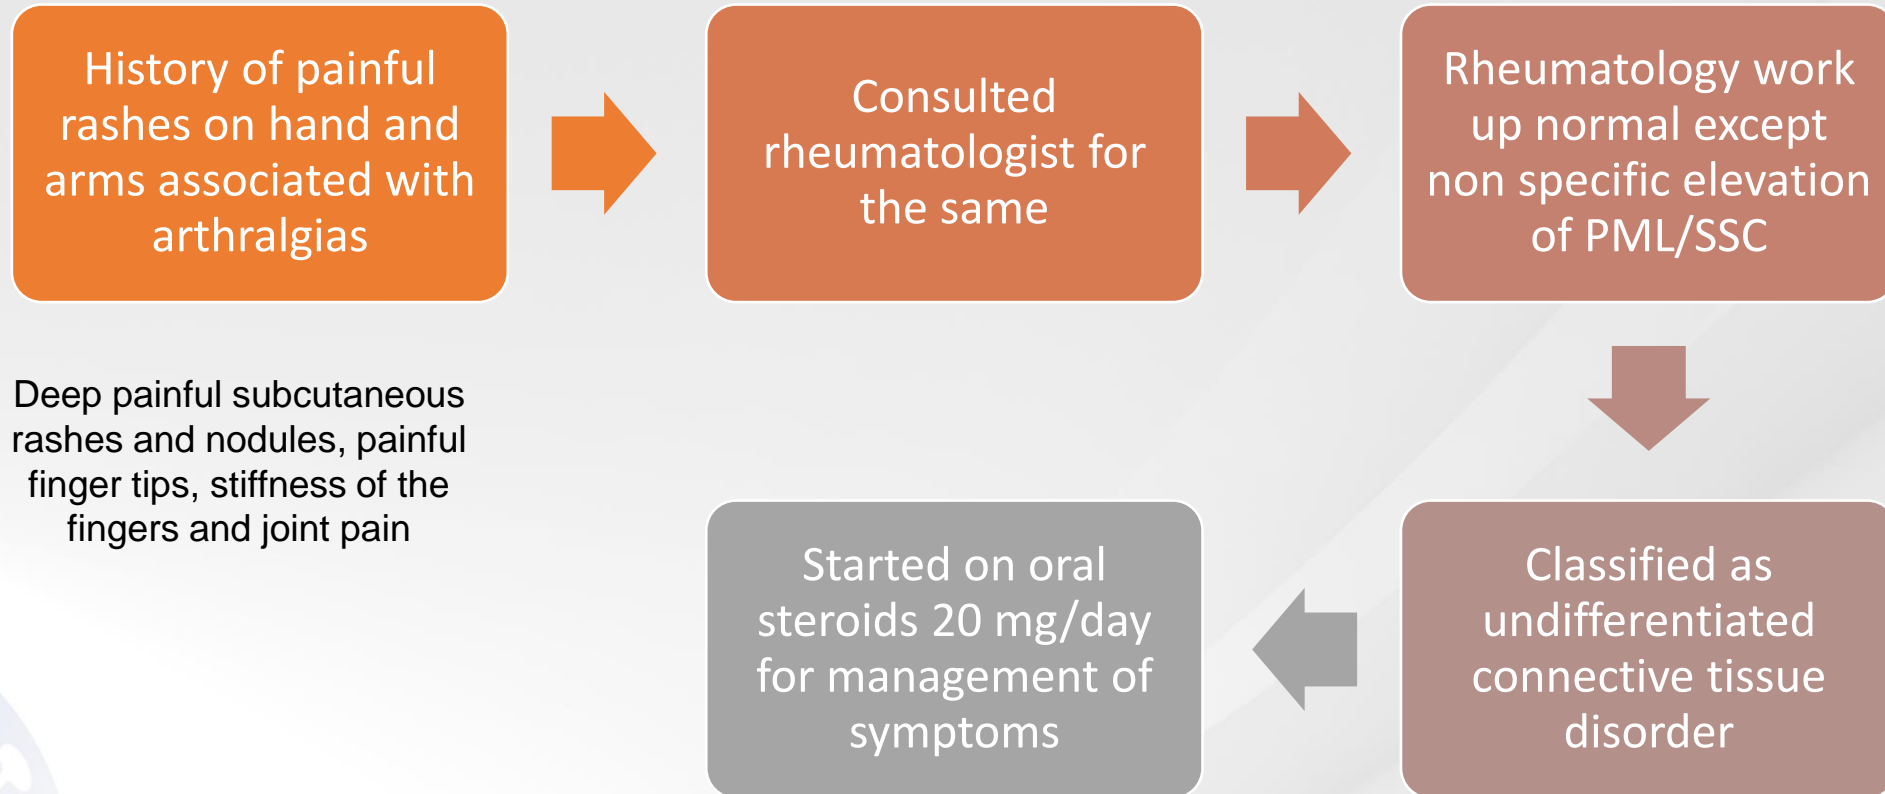 History of painful
rashes on hand and
arms associated with
arthralgias
Consulted
rheumatologist for
the same
Rheumatology work
up normal except
non specific elevation
of PML/SSC
Deep painful subcutaneous
rashes and nodules, painful
finger tips, stiffness of the
fingers and joint pain
Classified as
undifferentiated
connective tissue
disorder
Started on oral
steroids 20 mg/day
for management of
symptoms